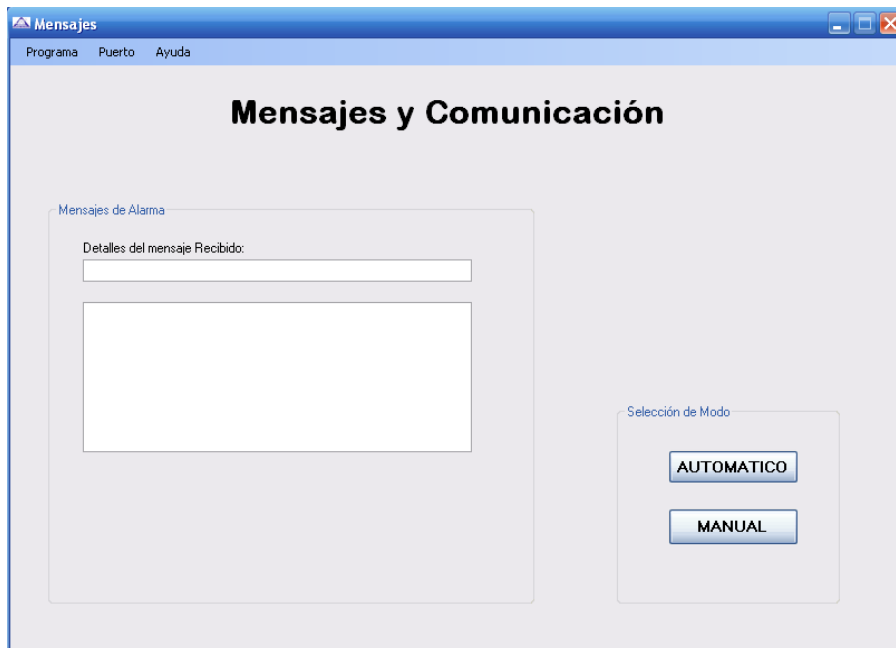 Mensajes
Programa Puerto Ayuda
Mensajes y Comunicación
Mensajes de Alarma
Detalles del mensaje Recibido:
Selección de Modo
AUTOMATICO
MANUAL